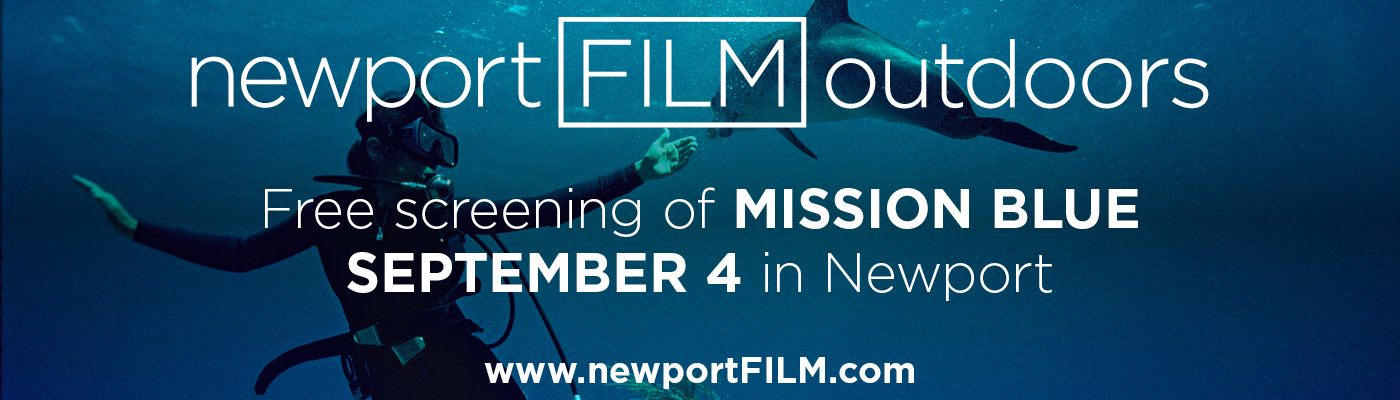 newport FILM outdoors
Free screening of MISSION BLUE
SEPTEMBER 4 in Newport
www.newportFILM.com